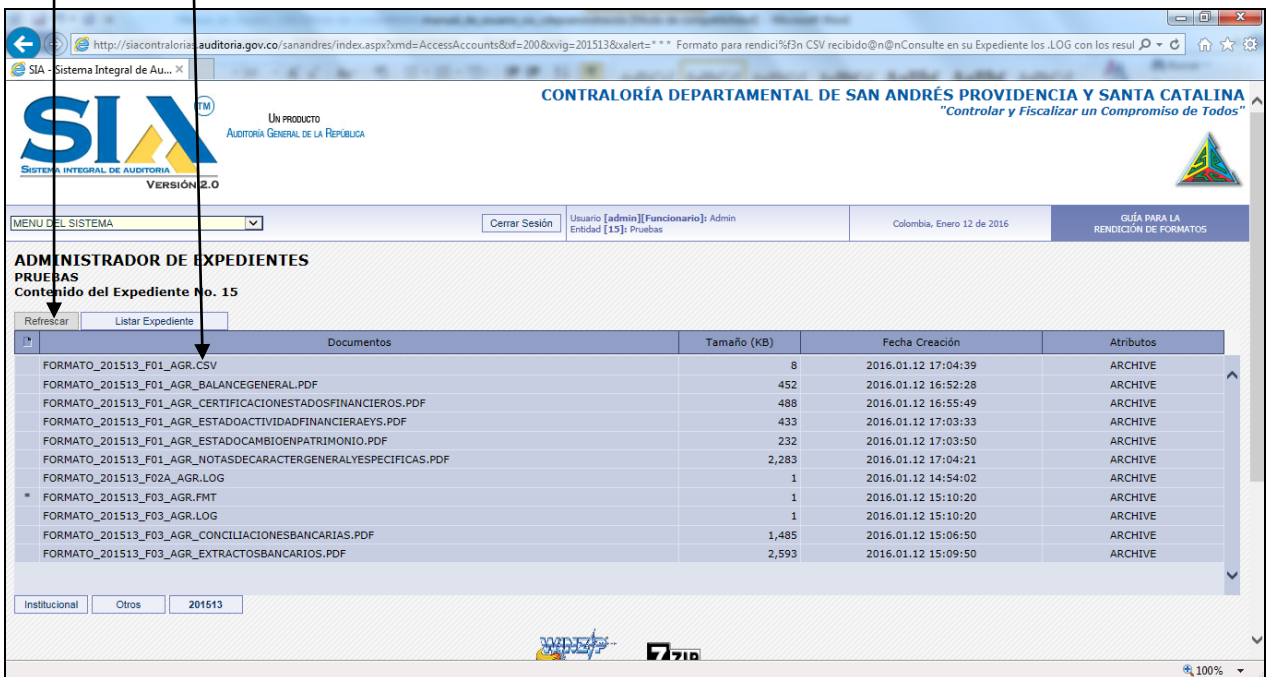 http://siacontralorias.auditoria.gov.co/sanandres/index.aspx?xmd=AccessAccounts&xf=200&xvig=201513&xalert=*** Formato para rendici%f3n CSV recibido@n@nConsulte en su Expediente los .LOG con los resul
SIA - Sistema Integral de Au...
SIA
TM
SISTEMA INTEGRAL DE AUDITORIA
VERSIÓN 2.0
UN PRODUCTO
AUDITORÍA GENERAL DE LA REPÚBLICA
CONTRALORÍA DEPARTAMENTAL DE SAN ANDRÉS PROVIDENCIA Y SANTA CATALINA
"Controlar y Fiscalizar un Compromiso de Todos"
MENU DEL SISTEMA
Cerrar Sesión
Usuario [admin][Funcionario]: Admin
Entidad [15]: Pruebas
Colombia, Enero 12 de 2016
GUÍA PARA LA
RENDICIÓN DE FORMATOS
ADMINISTRADOR DE EXPEDIENTES
PRUEBAS
Contenido del Expediente No. 15
Refrescar Listar Expediente
Documentos Tamaño (KB) Fecha Creación Atributos
FORMATO_201513_F01_AGR.CSV 8 2016.01.12 17:04:39 ARCHIVE
FORMATO_201513_F01_AGR_BALANCEGENERAL.PDF 452 2016.01.12 16:52:28 ARCHIVE
FORMATO_201513_F01_AGR_CERTIFICACIONESTADOSFINANCIEROS.PDF 488 2016.01.12 16:55:49 ARCHIVE
FORMATO_201513_F01_AGR_ESTADOACTIVIDADFINANCIERAEYS.PDF 433 2016.01.12 17:03:33 ARCHIVE
FORMATO_201513_F01_AGR_ESTADOCAMBIOENPATRIMONIO.PDF 232 2016.01.12 17:03:50 ARCHIVE
FORMATO_201513_F01_AGR_NOTASDECARACTERGENERALYESPECIFICAS.PDF 2,283 2016.01.12 17:04:21 ARCHIVE
FORMATO_201513_F02A_AGR.LOG 1 2016.01.12 14:54:02 ARCHIVE
* FORMATO_201513_F03_AGR.FMT 1 2016.01.12 15:10:20 ARCHIVE
FORMATO_201513_F03_AGR.LOG 1 2016.01.12 15:10:20 ARCHIVE
FORMATO_201513_F03_AGR_CONCILIACIONESBANCARIAS.PDF 1,485 2016.01.12 15:06:50 ARCHIVE
FORMATO_201513_F03_AGR_EXTRACTOSBANCARIOS.PDF 2,593 2016.01.12 15:09:50 ARCHIVE
Institucional Otros 201513
WINZIP 7ZIP
100%